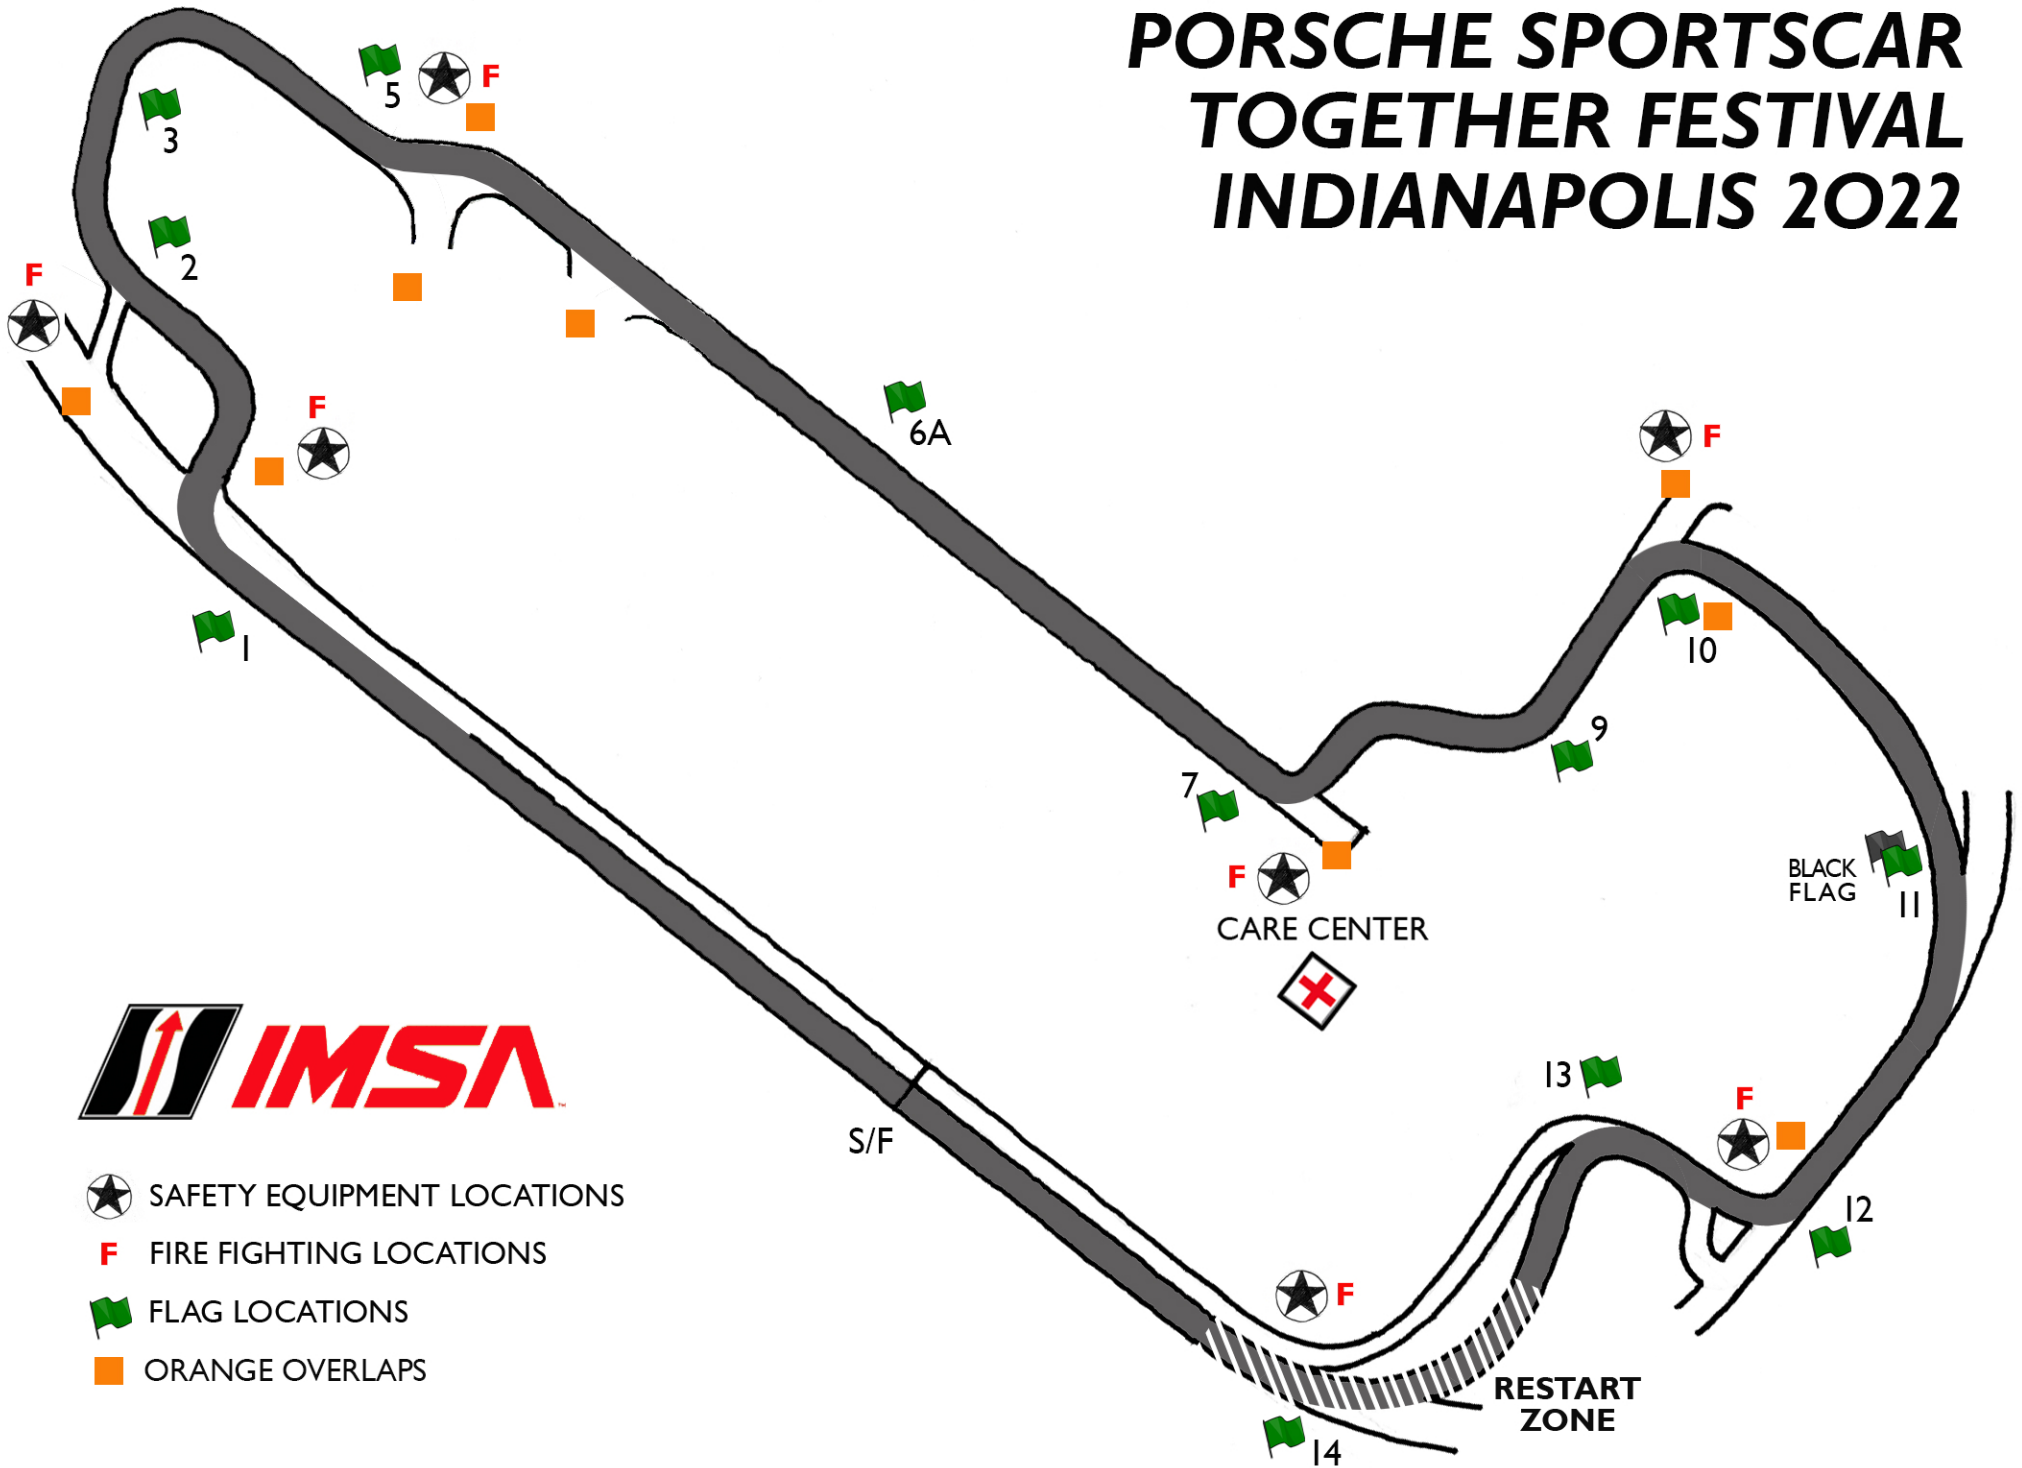 PORSCHE SPORTSCAR
TOGETHER FESTIVAL
INDIANAPOLIS 2022
5
F
3
2
F
F
6A
F
1
10
9
7
F
CARE CENTER
BLACK
FLAG
11
13
F
12
S/F
F
RESTART
ZONE
14
IMSA™
SAFETY EQUIPMENT LOCATIONS
F FIRE FIGHTING LOCATIONS
FLAG LOCATIONS
ORANGE OVERLAPS